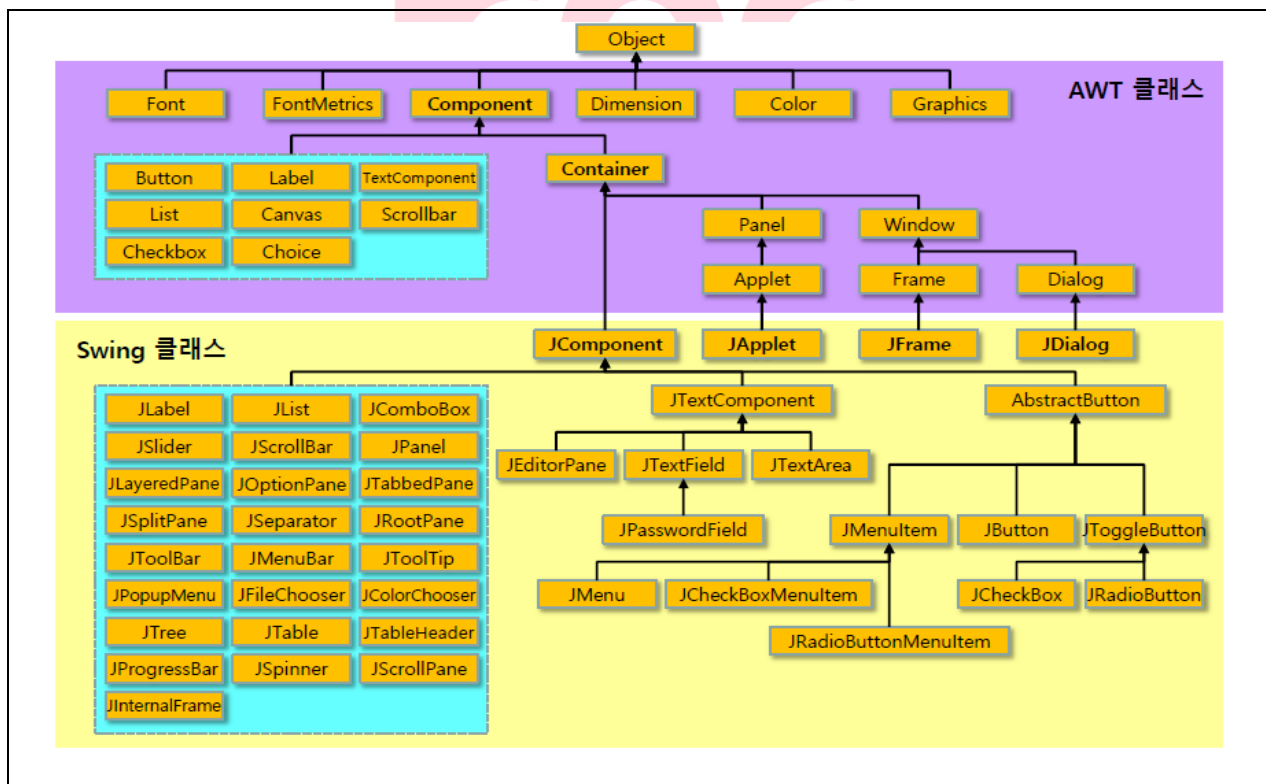 Object
AWT 클래스
Font
FontMetrics
Component
Dimension
Color
Graphics
Button
Label
TextComponent
List
Canvas
Scrollbar
Checkbox
Choice
Container
Panel
Window
Applet
Frame
Dialog
Swing 클래스
JComponent
JApplet
JFrame
JDialog
JLabel
JList
JComboBox
JSlider
JScrollBar
JPanel
JLayeredPane
JOptionPane
JTabbedPane
JSplitPane
JSeparator
JRootPane
JToolBar
JMenuBar
JToolTip
JPopupMenu
JFileChooser
JColorChooser
JTree
JTable
JTableHeader
JProgressBar
JSpinner
JScrollPane
JInternalFrame
JTextComponent
AbstractButton
JEditorPane
JTextField
JTextArea
JPasswordField
JMenuItem
JButton
JToggleButton
JMenu
JCheckBoxMenuItem
JCheckBox
JRadioButton
JRadioButtonMenuItem